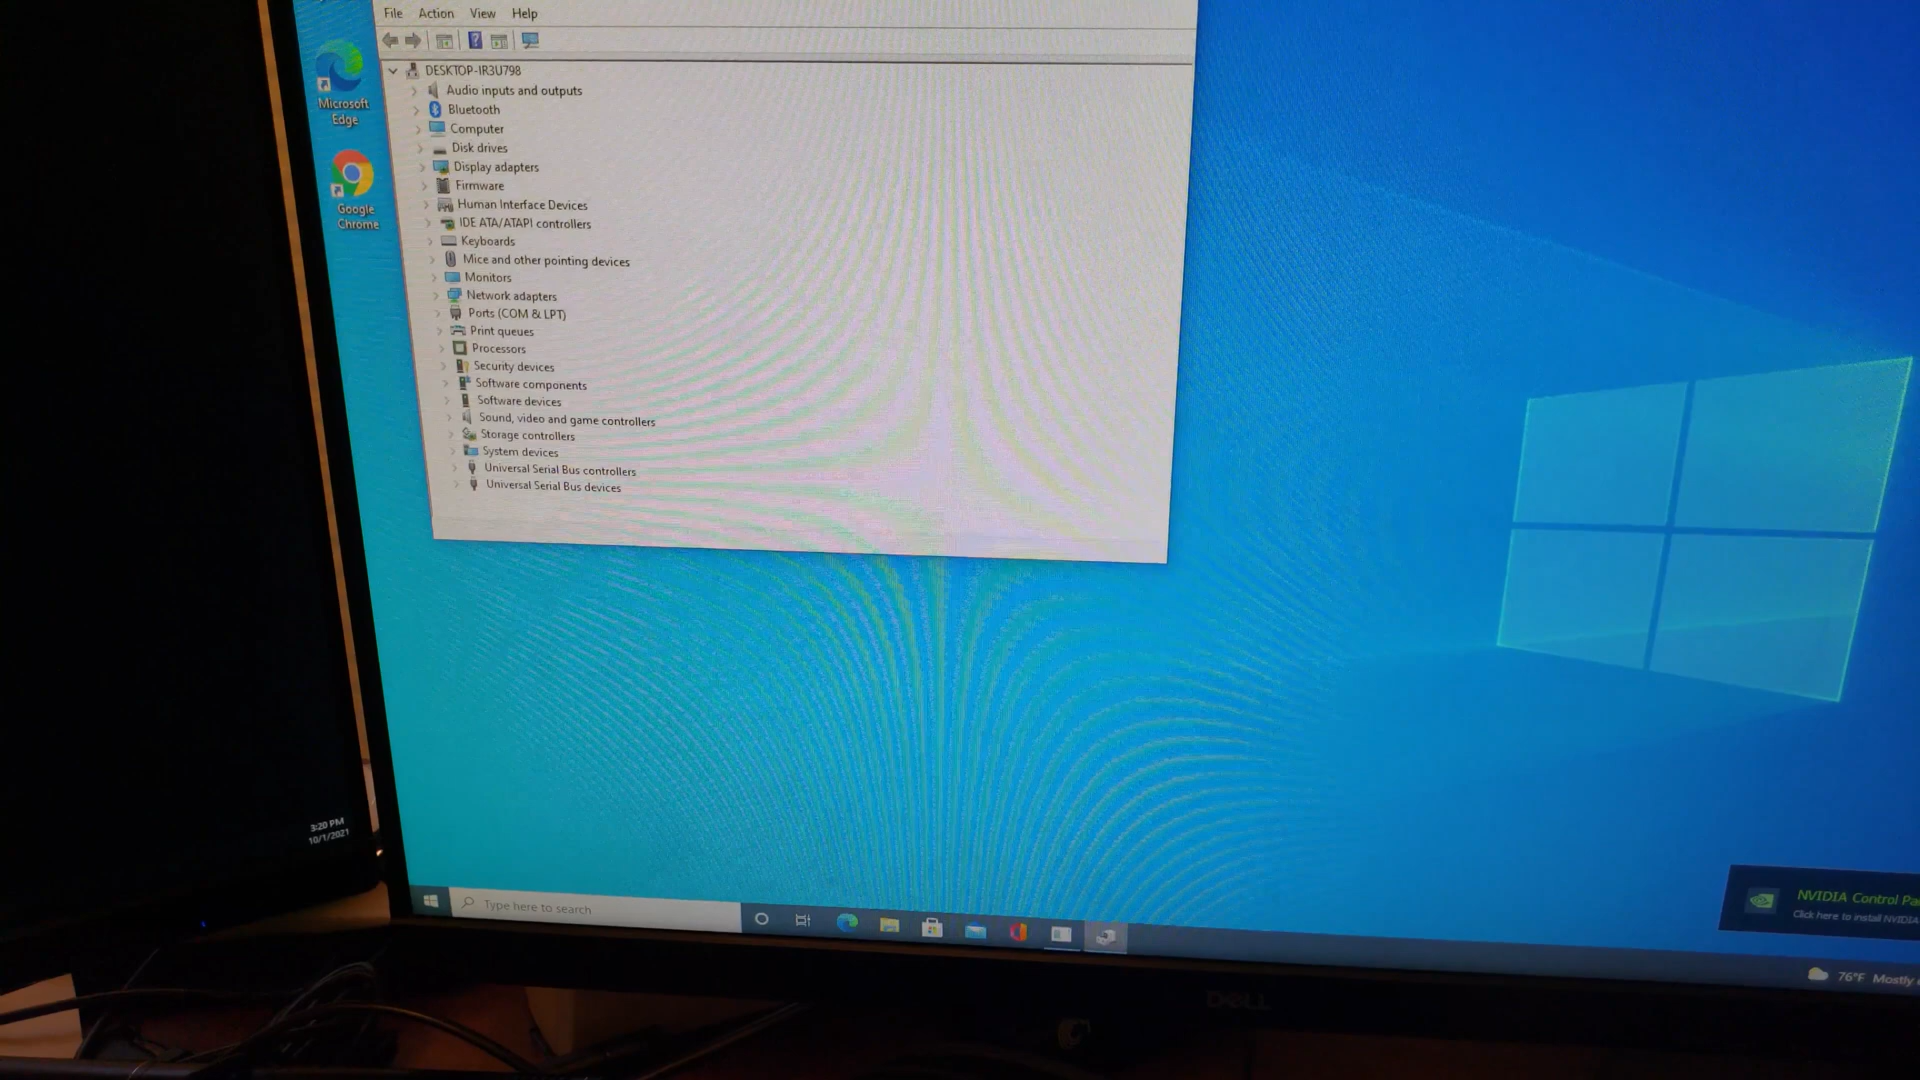 File Action View Help
DESKTOP-IR3U798
Audio inputs and outputs
Bluetooth
Computer
Disk drives
Display adapters
Firmware
Human Interface Devices
IDE ATA/ATAPI controllers
Keyboards
Mice and other pointing devices
Monitors
Network adapters
Ports (COM & LPT)
Print queues
Processors
Security devices
Software components
Software devices
Sound, video and game controllers
Storage controllers
System devices
Universal Serial Bus controllers
Universal Serial Bus devices
Microsoft
Edge
Google
Chrome
3:20 PM
10/1/2021
Type here to search
NVIDIA Control Pa
Click here to install NVIDIA
76°F Mostly
DELL